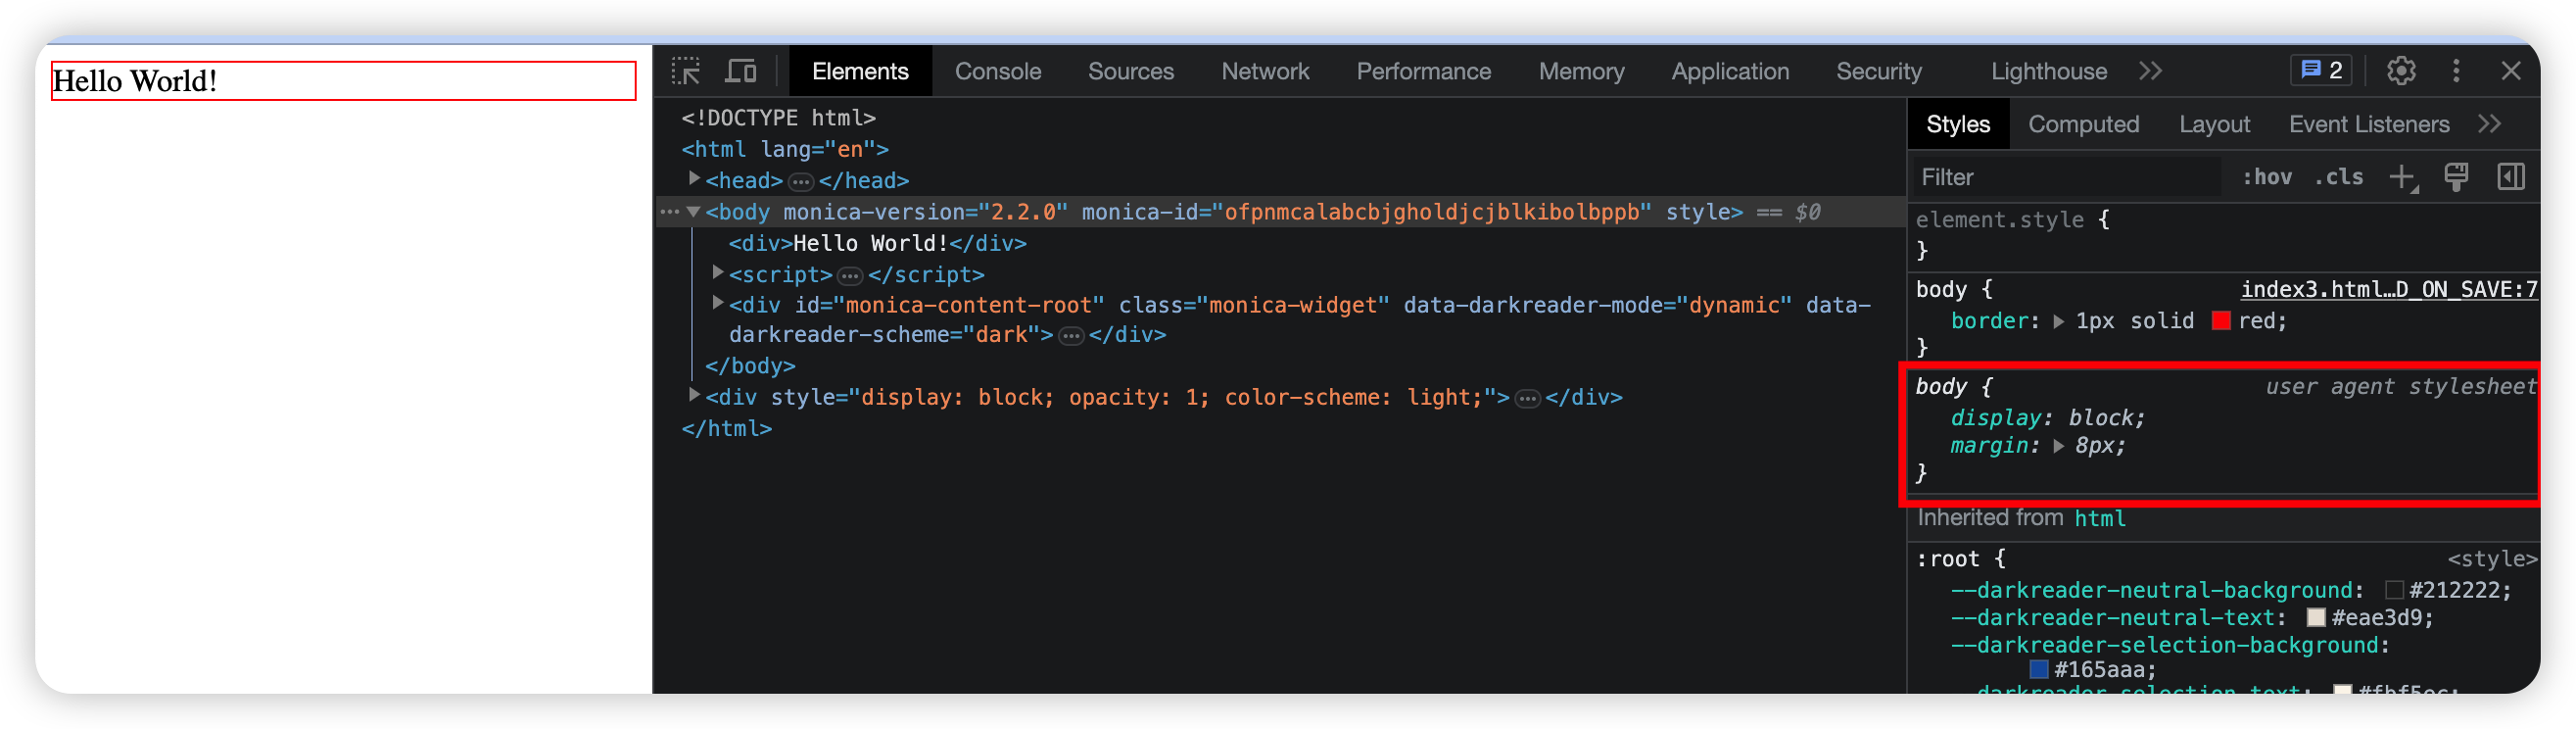 Hello World!
Elements Console Sources Network Performance Memory Application Security Lighthouse 2
<!DOCTYPE html>
<html lang="en">
<head> ··· </head>
··· <body monica-version="2.2.0" monica-id="ofpnmcalabcbjgholdjcjblkibolbppb" style> == $0
<div>Hello World!</div>
<script> ··· </script>
<div id="monica-content-root" class="monica-widget" data-darkreader-mode="dynamic" data-
darkreader-scheme="dark"> ··· </div>
</body>
<div style="display: block; opacity: 1; color-scheme: light;"> ··· </div>
</html>
Styles Computed Layout Event Listeners
Filter :hov .cls
element.style {
}
body { index3.html…D_ON_SAVE:7
border: 1px solid red;
}
body { user agent stylesheet
display: block;
margin: 8px;
}
Inherited from html
:root { <style>
--darkreader-neutral-background: #212222;
--darkreader-neutral-text: #eae3d9;
--darkreader-selection-background:
#165aaa;
--darkreader-selection-text: #fbf5ec;